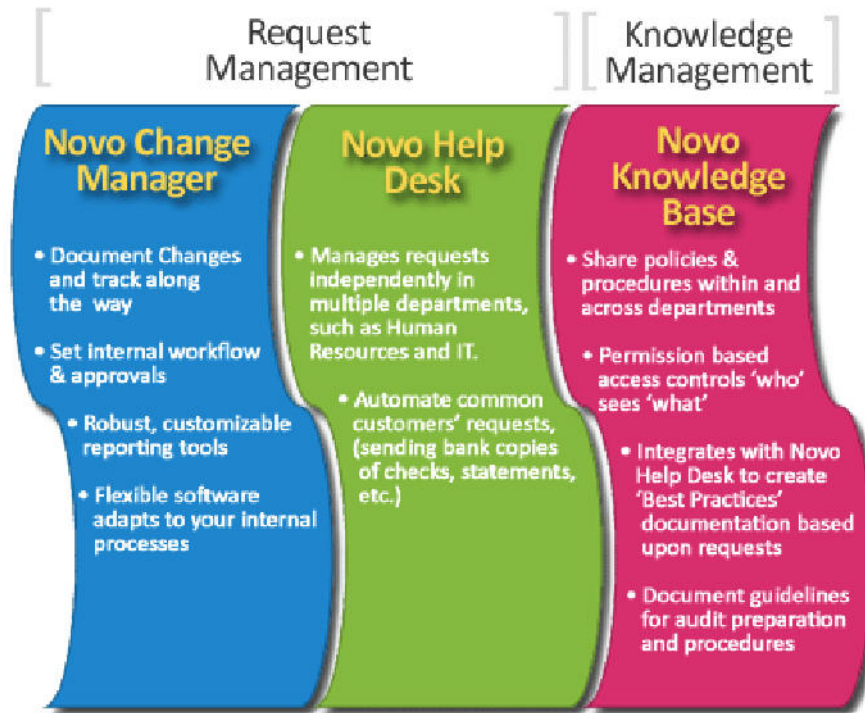 Request
Management
Knowledge
Management
Novo Change
Manager
• Document Changes
and track along
the way
• Set internal workflow
& approvals
• Robust, customizable
reporting tools
• Flexible software
adapts to your internal
processes
Novo Help
Desk
• Manages requests
independently in
multiple departments,
such as Human
Resources and IT.
• Automate common
customers' requests,
(sending bank copies
of checks, statements,
etc.)
Novo
Knowledge
Base
• Share policies &
procedures within and
across departments
• Permission based
access controls 'who'
sees 'what'
• Integrates with Novo
Help Desk to create
'Best Practices'
documentation based
upon requests
• Document guidelines
for audit preparation
and procedures